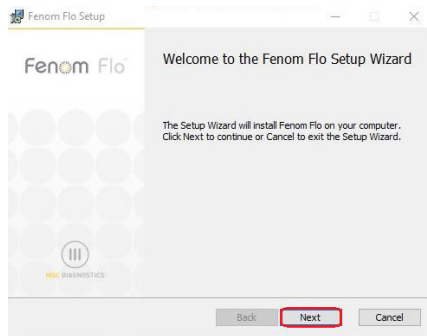 Fenom Flo Setup
Fenom Flo
Welcome to the Fenom Flo Setup Wizard
The Setup Wizard will install Fenom Flo on your computer.
Click Next to continue or Cancel to exit the Setup Wizard.
MGC DIAGNOSTICS
Back Next Cancel